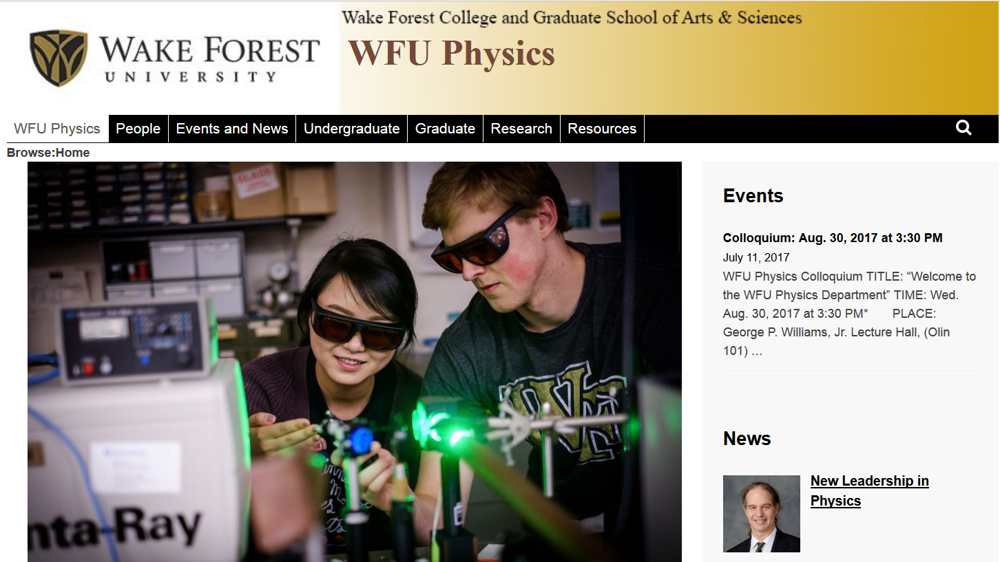 Wake Forest College and Graduate School of Arts & Sciences
WAKE FOREST
UNIVERSITY
WFU Physics
WFU Physics
People
Events and News
Undergraduate
Graduate
Research
Resources
Browse:Home
nta-Ray
WF
Events
Colloquium: Aug. 30, 2017 at 3:30 PM
July 11, 2017
WFU Physics Colloquium TITLE: “Welcome to
the WFU Physics Department” TIME: Wed.
Aug. 30, 2017 at 3:30 PM* PLACE:
George P. Williams, Jr. Lecture Hall, (Olin
101) …
News
New Leadership in
Physics